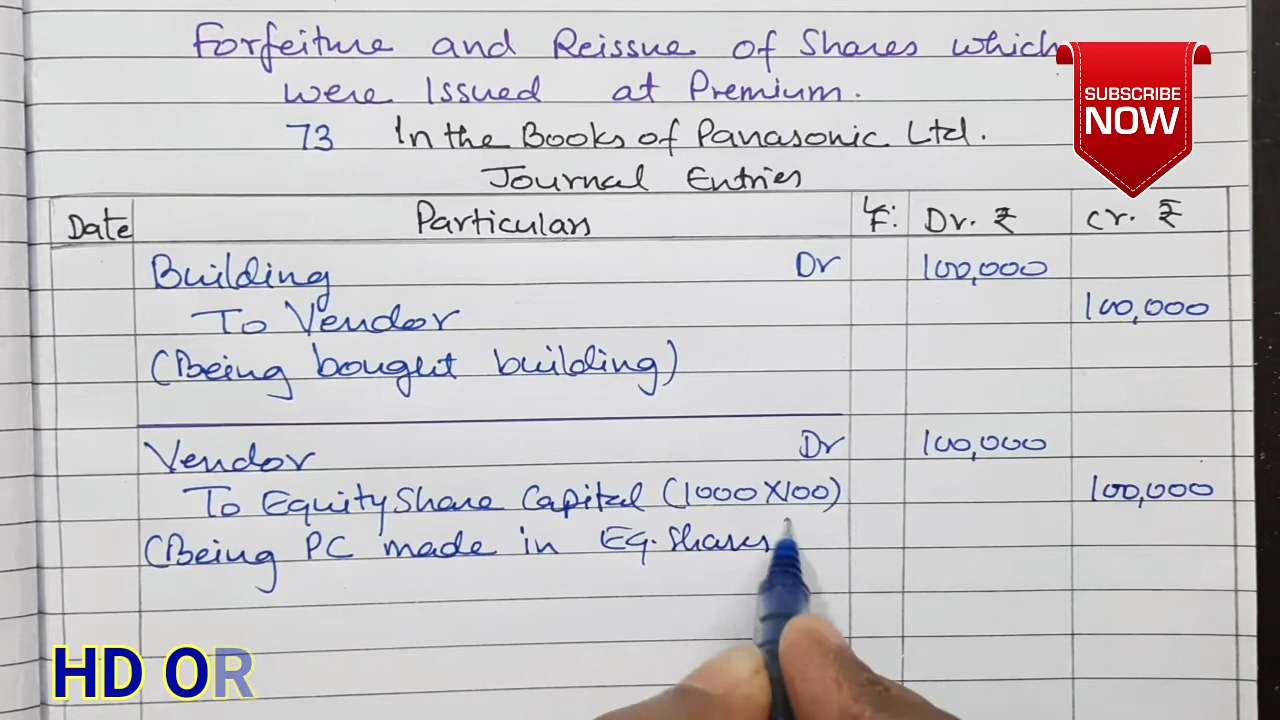 Forfeiture and Reissue of Shares which
were Issued at Premium.
SUBSCRIBE
NOW
73 In the Books of Panasonic Ltd.
Journal Entries
Date Particulars L.F. Dr. ₹ Cr. ₹
Building Dr 100,000
To Vendor 100,000
(Being bought building)
Vendor Dr 100,000
To Equity Share Capital (1000X100) 100,000
(Being PC made in Eq. Shares
HD OR